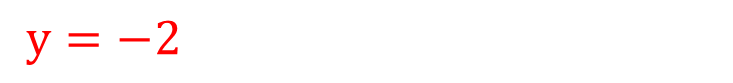 y = −2